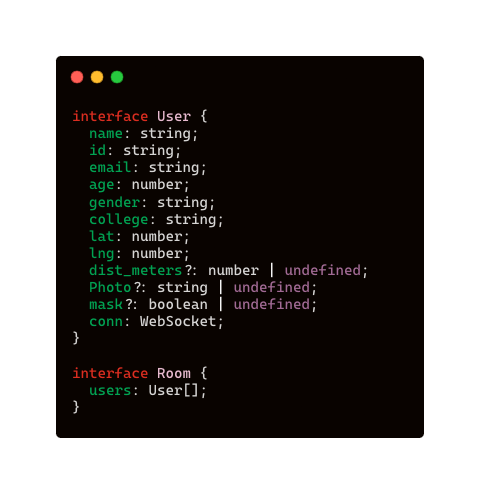 interface User {
  name: string;
  id: string;
  email: string;
  age: number;
  gender: string;
  college: string;
  lat: number;
  lng: number;
  dist_meters?: number | undefined;
  Photo?: string | undefined;
  mask?: boolean | undefined;
  conn: WebSocket;
}

interface Room {
  users: User[];
}